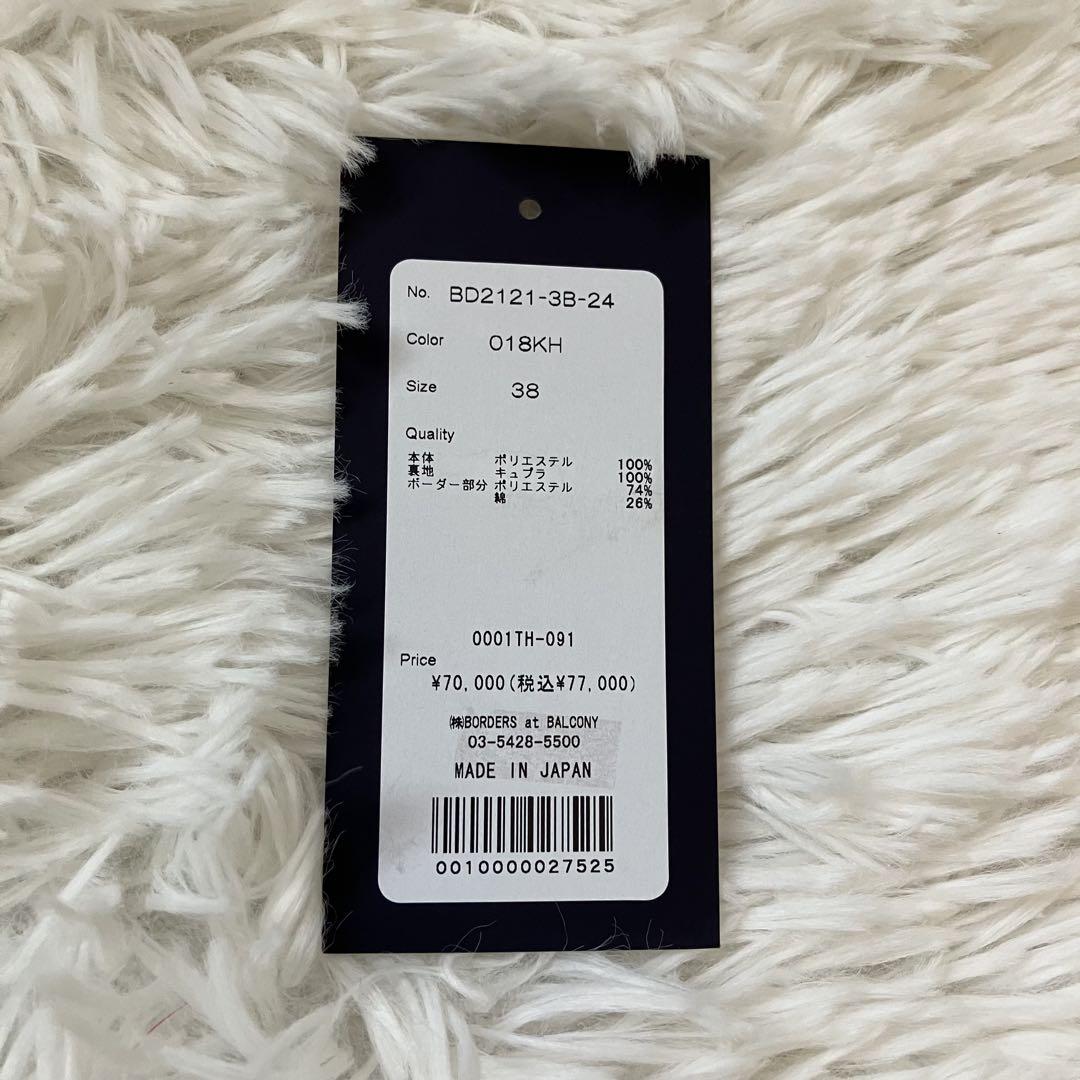 No. BD2121-3B-24
Color 018KH
Size 38
Quality
本体 ポリエステル 100%
裏地 キュプラ 100%
ボーダー部分 ポリエステル 74%
綿 26%
0001TH-091
Price
¥70,000(税込¥77,000)
㈱BORDERS at BALCONY
03-5428-5500
MADE IN JAPAN
0010000027525